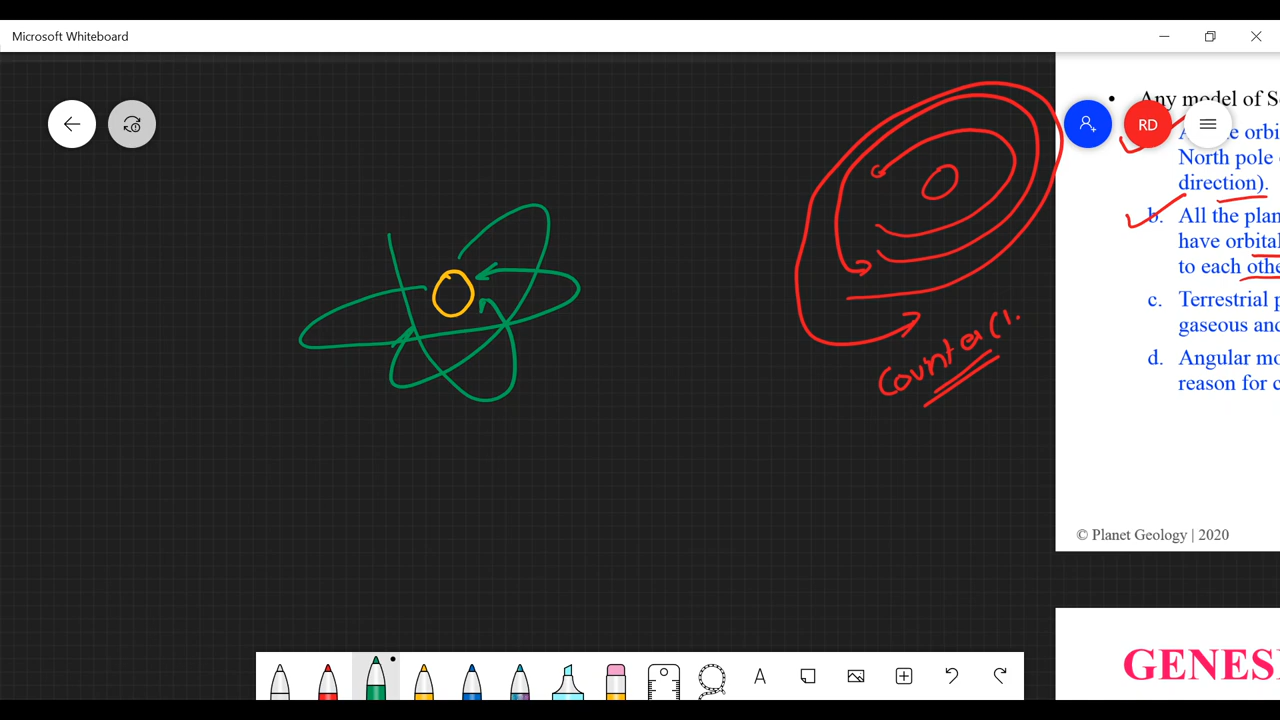 Microsoft Whiteboard
• Any model of S
RD
orbi
North pole
direction).
b. All the plan
have orbital
to each othe
c. Terrestrial p
gaseous and
d. Angular mo
reason for c
Counter Cl.
© Planet Geology | 2020
GENES
A